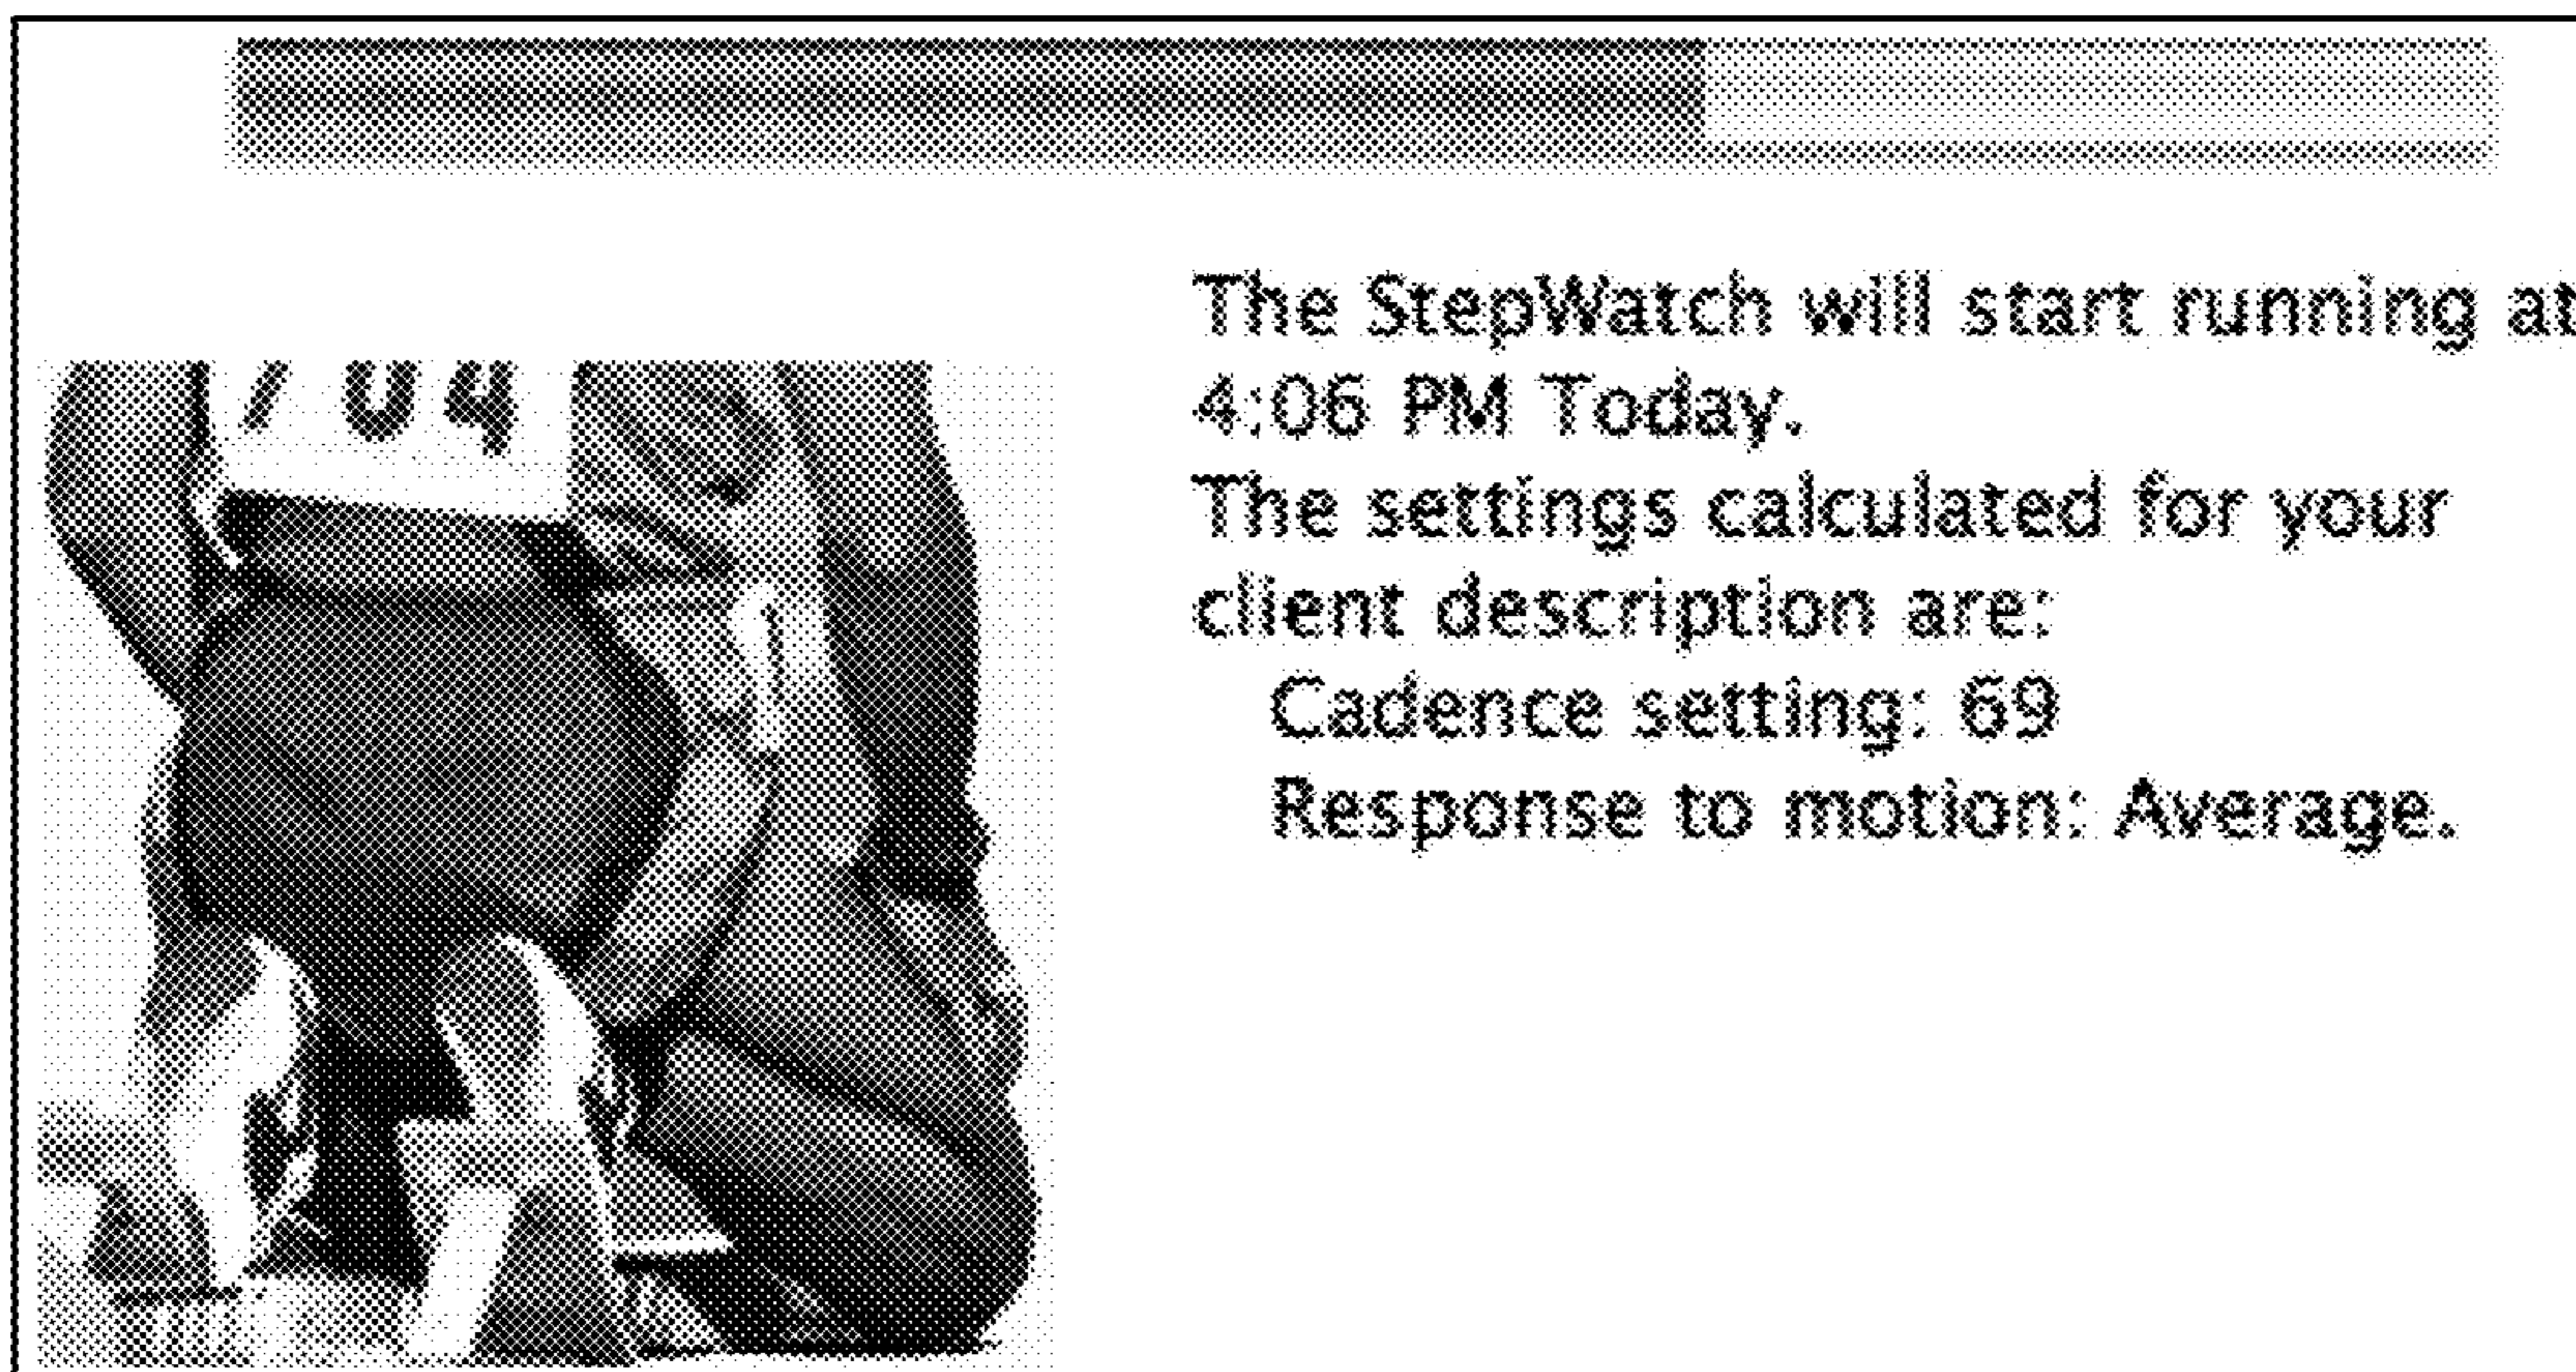 The StepWatch will start running at
4:06 PM Today.
704
The settings calculated for your
client description are:
Cadence setting: 69
Response to motion: Average.